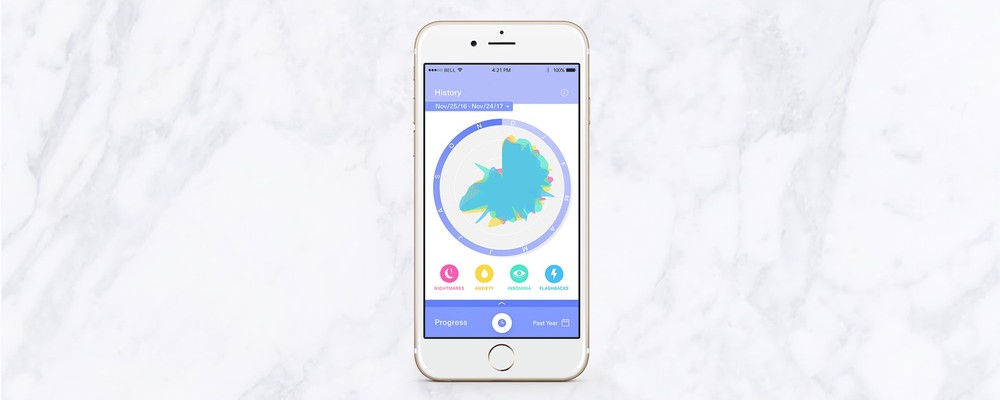 BELL 4:21 PM 100%
History
Nov/25/16 - Nov/24/17
D J F M A M J J A S O N
NIGHTMARES ANXIETY INSOMNIA FLASHBACKS
Progress Past Year